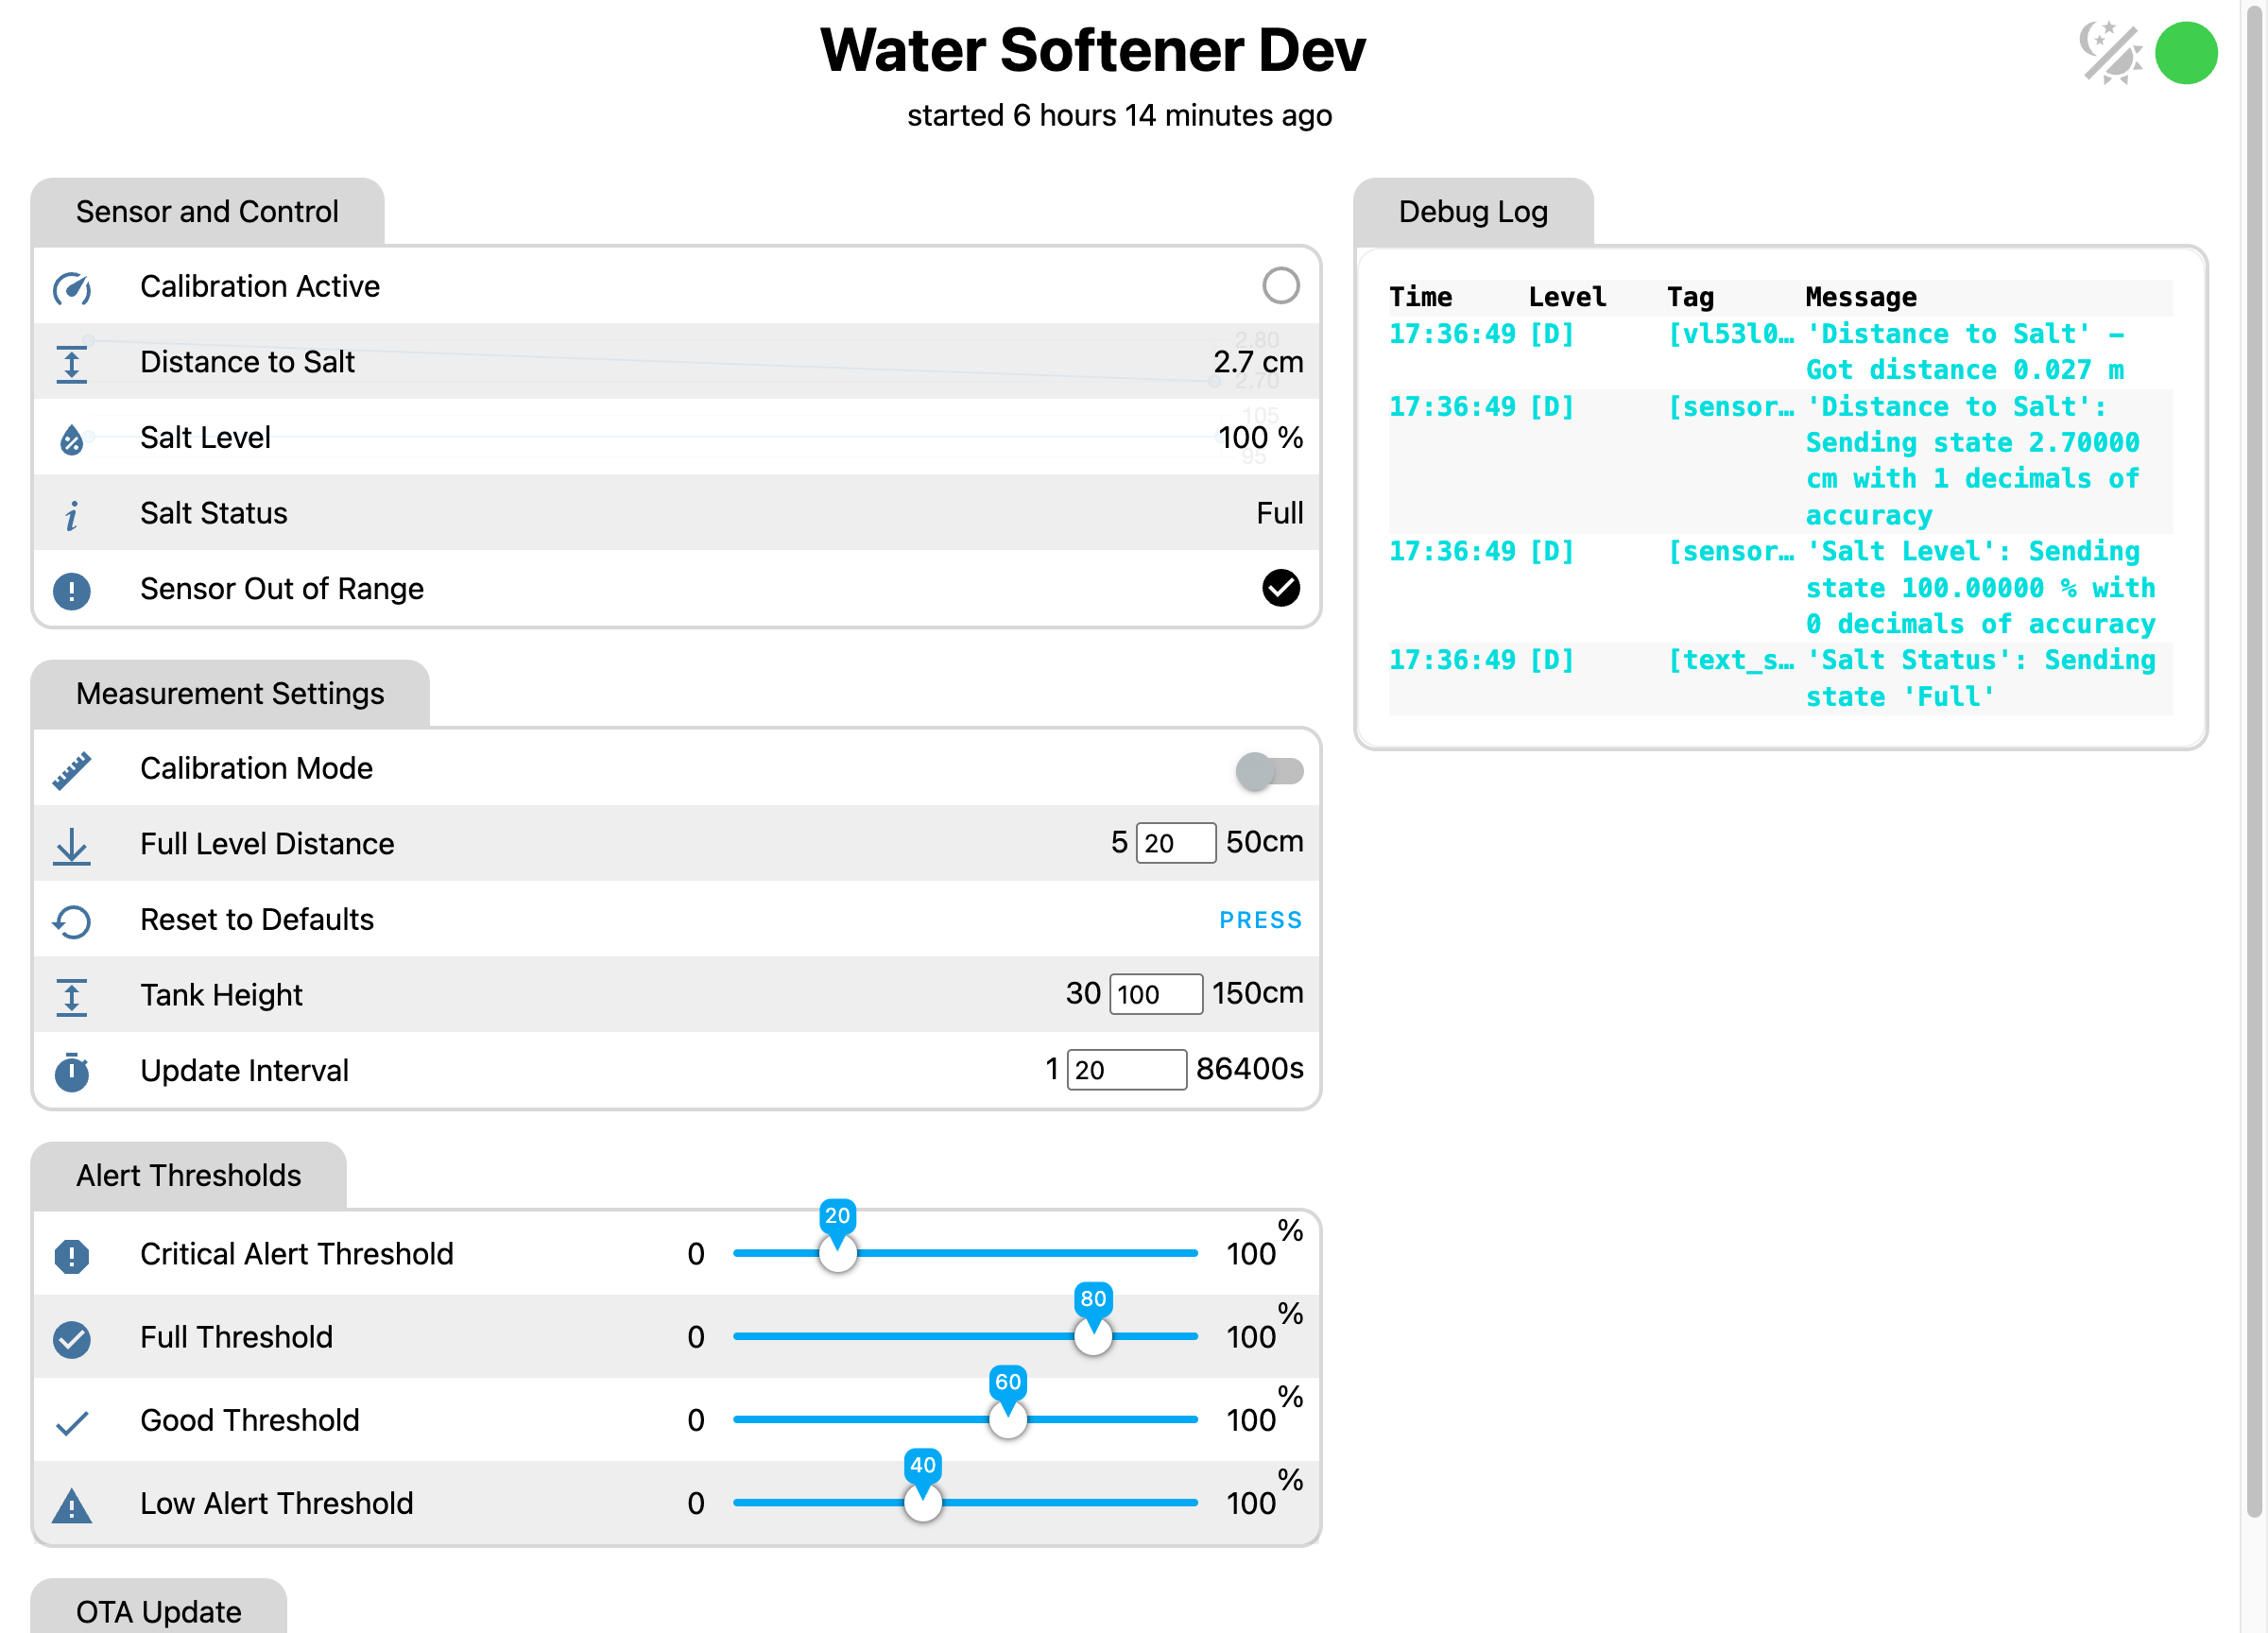 Water Softener Dev
started 6 hours 14 minutes ago
Sensor and Control
Calibration Active
2.80
Distance to Salt 2.7 cm
2.70
105
Salt Level 100 %
95
Salt Status Full
Sensor Out of Range
Measurement Settings
Calibration Mode
Full Level Distance 5 20 50cm
Reset to Defaults PRESS
Tank Height 30 100 150cm
Update Interval 1 20 86400s
Alert Thresholds
20 %
Critical Alert Threshold 0 100
80 %
Full Threshold 0 100
60 %
Good Threshold 0 100
40 %
Low Alert Threshold 0 100
OTA Update
Debug Log
Time Level Tag Message
17:36:49 [D] [vl53l0… 'Distance to Salt' -
Got distance 0.027 m
17:36:49 [D] [sensor… 'Distance to Salt':
Sending state 2.70000
cm with 1 decimals of
accuracy
17:36:49 [D] [sensor… 'Salt Level': Sending
state 100.00000 % with
0 decimals of accuracy
17:36:49 [D] [text_s… 'Salt Status': Sending
state 'Full'